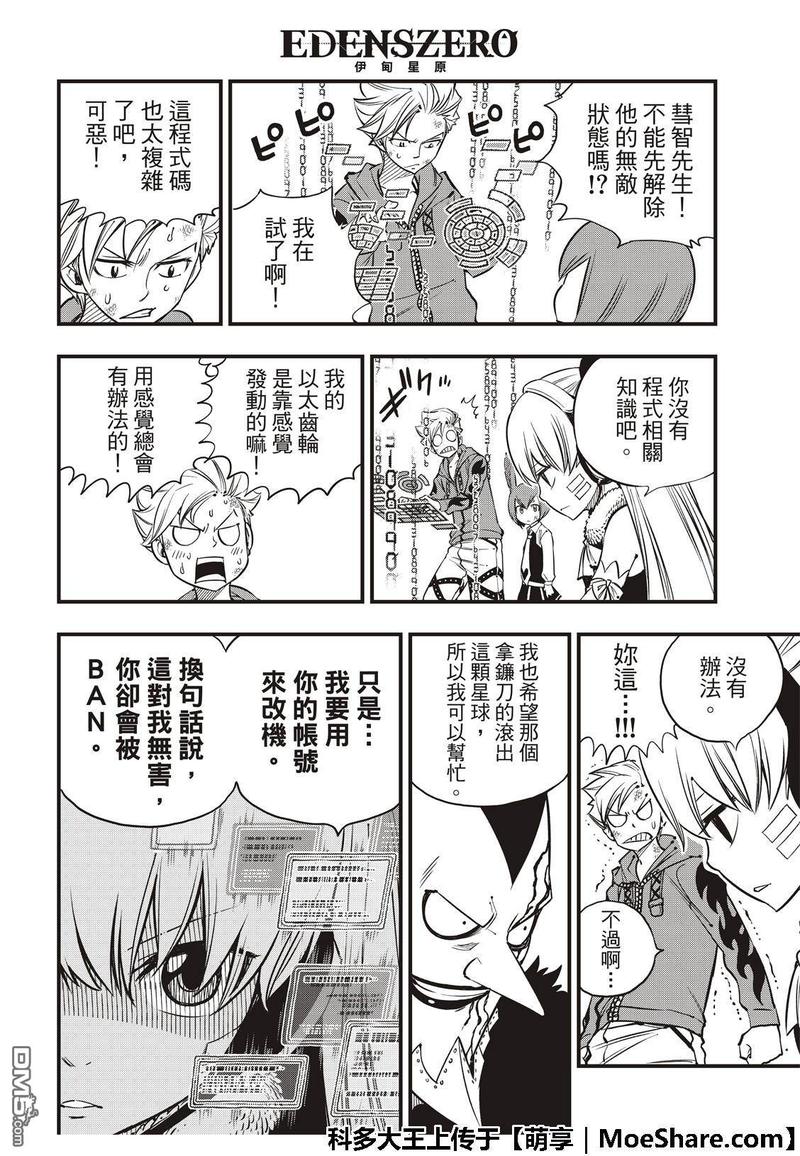 EDENSZERO
伊甸星原
彗智先生！
不能先解除
他的無敵
狀態嗎！？
ピピ
ピピ
我在
試了啊！
這程式碼
也太複雜
了吧，
可惡！
你沒有
程式相關
知識吧。
我的
以太齒輪
是靠感覺
發動的嘛！
用感覺總會
有辦法的！
沒有
辦法。
妳這…!!!
不過啊…
我也希望那個
拿鐮刀的滾出
這顆星球，
所以我可以幫忙。
只是…
我要用
你的帳號
來改機。
換句話說，
這對我無害，
你卻會被
BAN。
DM5.com
科多大王上传于【萌享】|MoeShare.com|